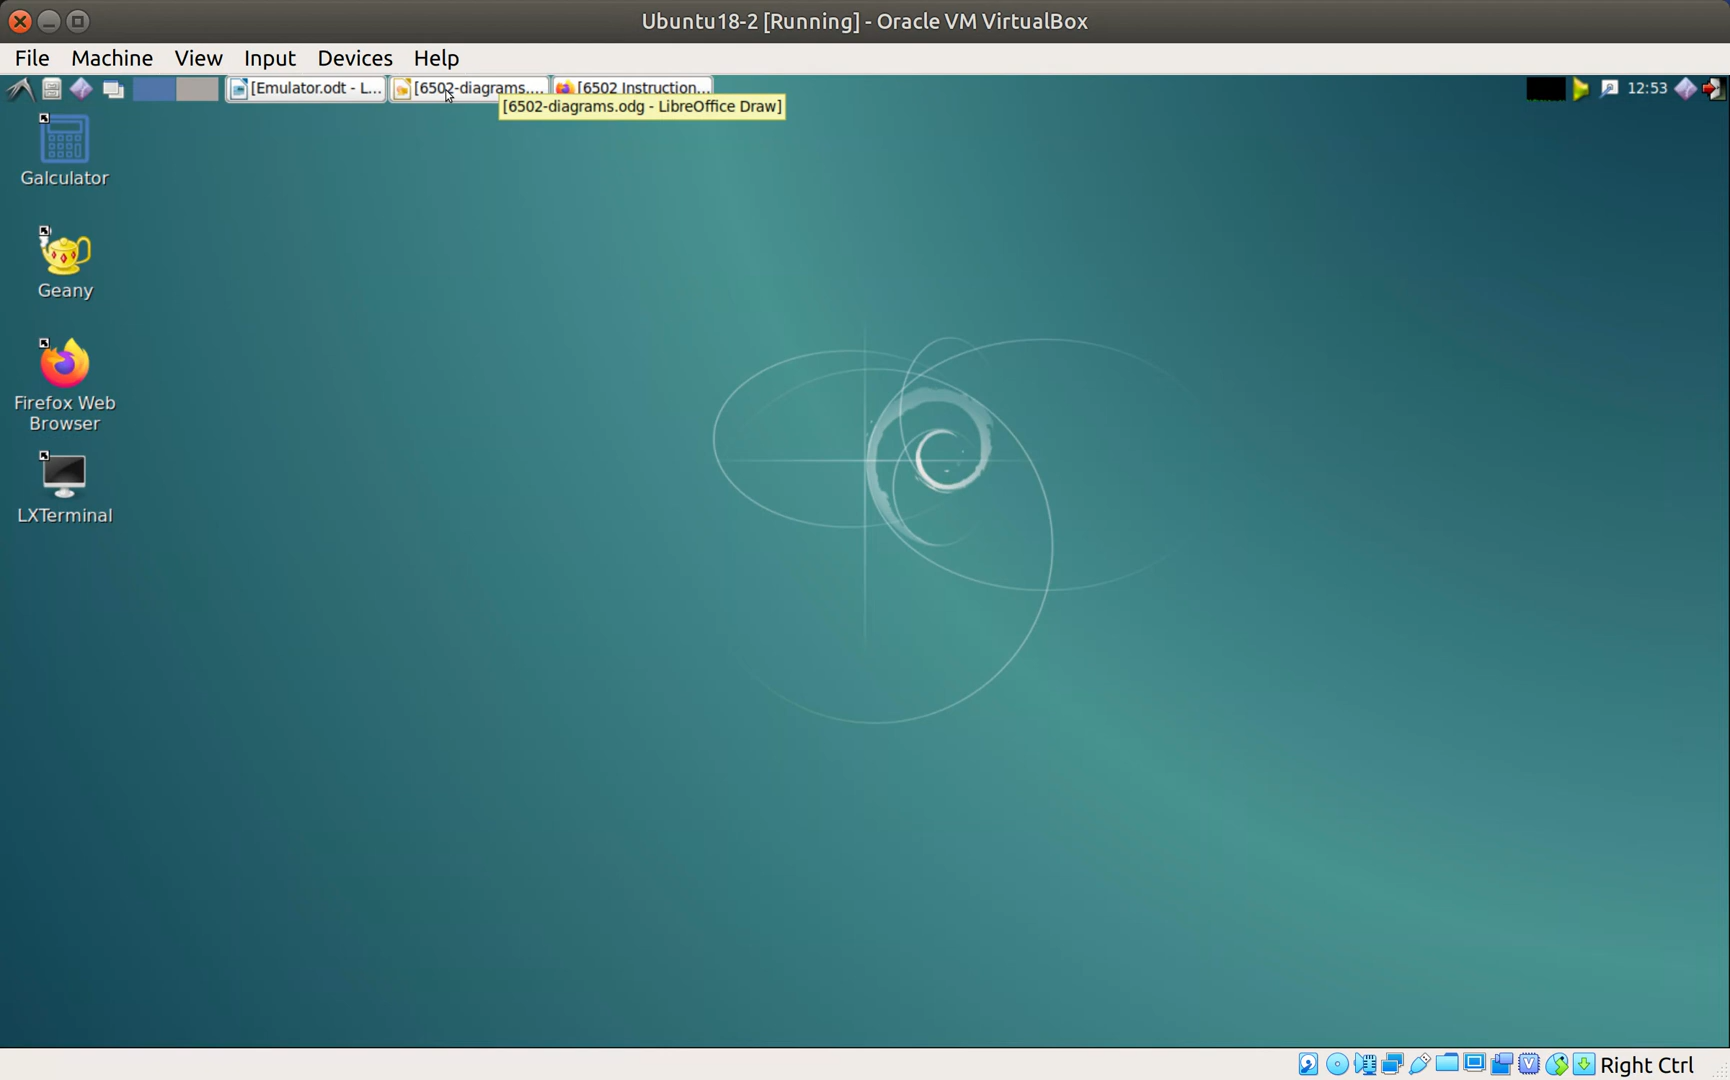 Ubuntu18-2 [Running] - Oracle VM VirtualBox
File Machine View Input Devices Help
[Emulator.odt - L... [6502-diagrams.... [6502 Instruction... 12:53
[6502-diagrams.odg - LibreOffice Draw]
Galculator
Geany
Firefox Web
Browser
LXTerminal
Right Ctrl